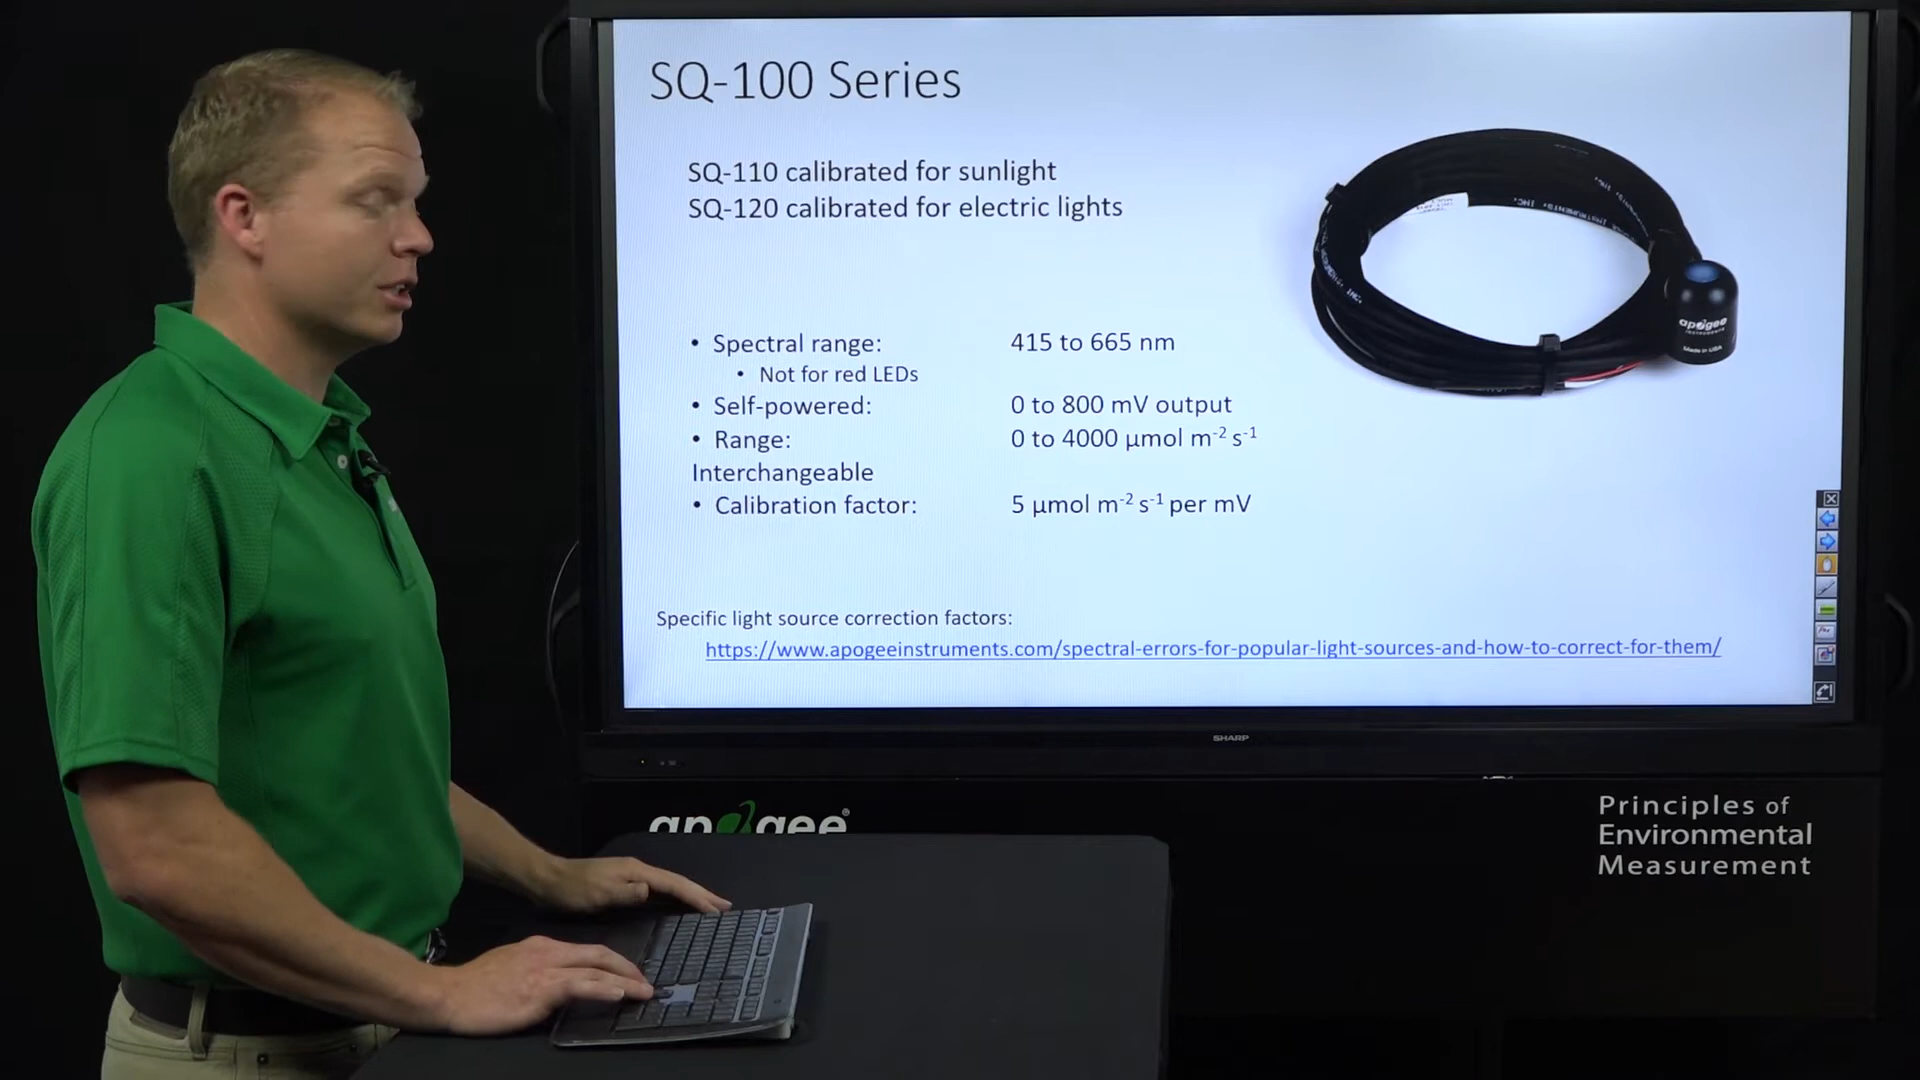 SQ-100 Series
SQ-110 calibrated for sunlight
SQ-120 calibrated for electric lights
• Spectral range: 415 to 665 nm
• Not for red LEDs
• Self-powered: 0 to 800 mV output
• Range: 0 to 4000 µmol m⁻² s⁻¹
Interchangeable
• Calibration factor: 5 µmol m⁻² s⁻¹ per mV
Specific light source correction factors:
https://www.apogeeinstruments.com/spectral-errors-for-popular-light-sources-and-how-to-correct-for-them/
apogee
INSTRUMENTS
Made in USA
SHARP
apogee®
Principles of
Environmental
Measurement